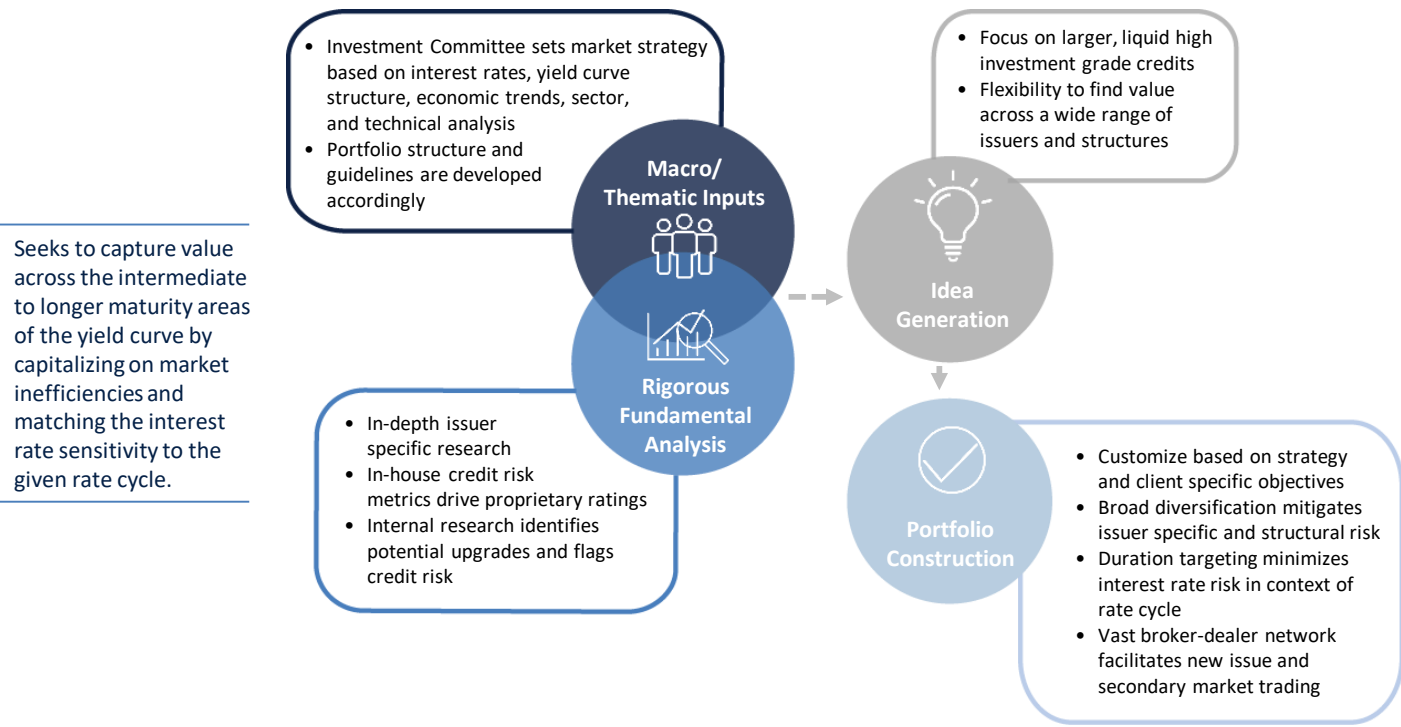 Seeks to capture value
across the intermediate
to longer maturity areas
of the yield curve by
capitalizing on market
inefficiencies and
matching the interest
rate sensitivity to the
given rate cycle.
• Investment Committee sets market strategy
based on interest rates, yield curve
structure, economic trends, sector,
and technical analysis
• Portfolio structure and
guidelines are developed
accordingly
Macro/
Thematic Inputs
Rigorous
Fundamental
Analysis
• In-depth issuer
specific research
• In-house credit risk
metrics drive proprietary ratings
• Internal research identifies
potential upgrades and flags
credit risk
• Focus on larger, liquid high
investment grade credits
• Flexibility to find value
across a wide range of
issuers and structures
Idea
Generation
Portfolio
Construction
• Customize based on strategy
and client specific objectives
• Broad diversification mitigates
issuer specific and structural risk
• Duration targeting minimizes
interest rate risk in context of
rate cycle
• Vast broker-dealer network
facilitates new issue and
secondary market trading